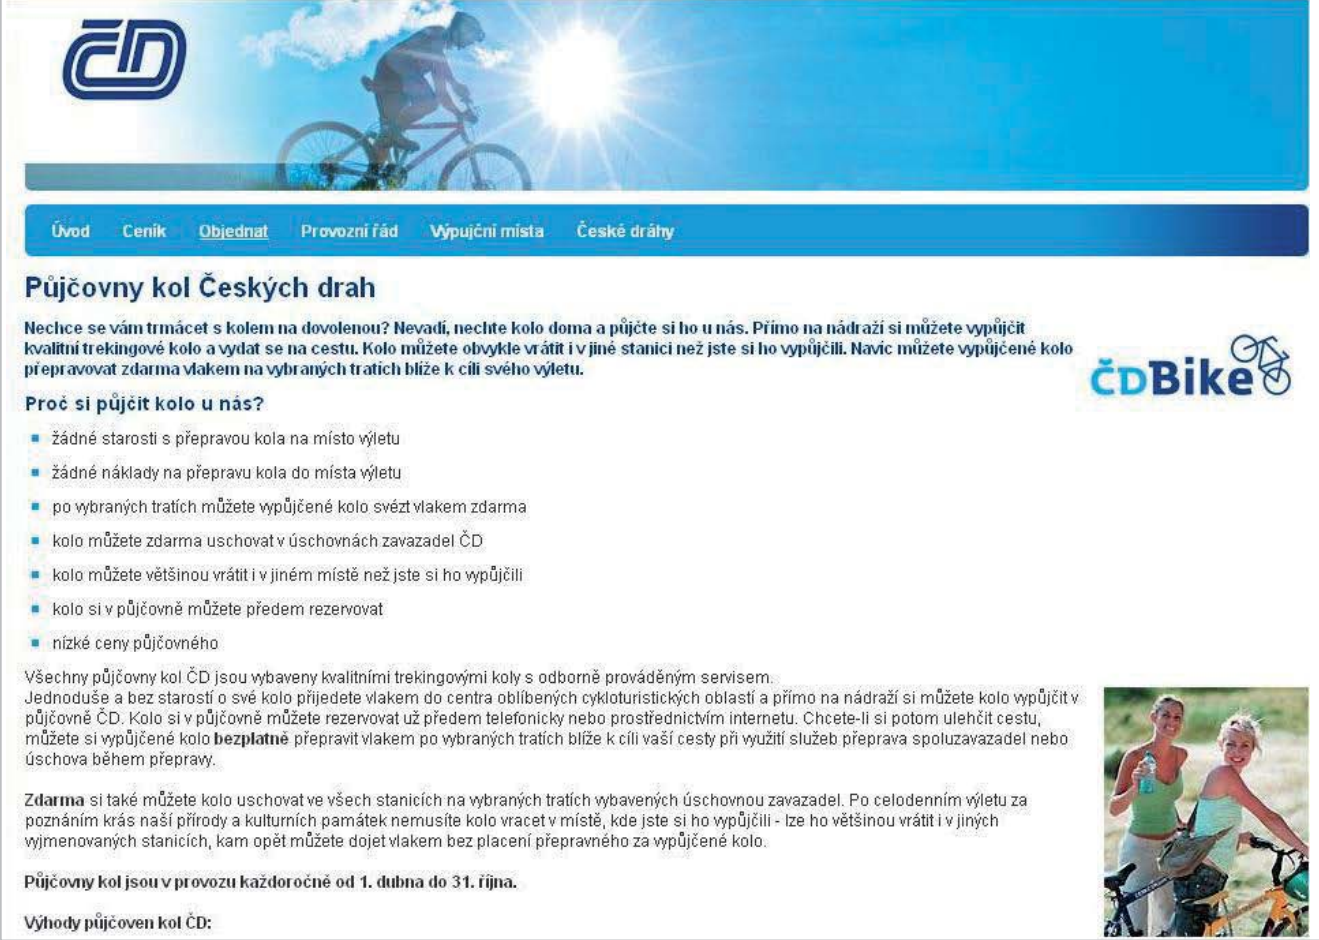 ČD
Úvod Ceník Objednat Provozní řád Výpujční místa České dráhy
Půjčovny kol Českých drah
Nechce se vám trmácet s kolem na dovolenou? Nevadí, nechte kolo doma a půjčte si ho u nás. Přímo na nádraží si můžete vypůjčit
kvalitní trekingové kolo a vydat se na cestu. Kolo můžete obvykle vrátit i v jiné stanici než jste si ho vypůjčili. Navíc můžete vypůjčené kolo
přepravovat zdarma vlakem na vybraných tratích blíže k cíli svého výletu.
ČDBike
Proč si půjčit kolo u nás?
žádné starosti s přepravou kola na místo výletu
žádné náklady na přepravu kola do místa výletu
po vybraných tratích můžete vypůjčené kolo svézt vlakem zdarma
kolo můžete zdarma uschovat v úschovnách zavazadel ČD
kolo můžete většinou vrátit i v jiném místě než jste si ho vypůjčili
kolo si v půjčovně můžete předem rezervovat
nízké ceny půjčovného
Všechny půjčovny kol ČD jsou vybaveny kvalitními trekingovými koly s odborně prováděným servisem.
Jednoduše a bez starostí o své kolo přijedete vlakem do centra oblíbených cykloturistických oblastí a přímo na nádraží si můžete kolo vypůjčit v
půjčovně ČD. Kolo si v půjčovně můžete rezervovat už předem telefonicky nebo prostřednictvím internetu. Chcete-li si potom ulehčit cestu,
můžete si vypůjčené kolo bezplatně přepravit vlakem po vybraných tratích blíže k cíli vaší cesty při využití služeb přeprava spoluzavazadel nebo
úschova během přepravy.
Zdarma si také můžete kolo uschovat ve všech stanicích na vybraných tratích vybavených úschovnou zavazadel. Po celodenním výletu za
poznáním krás naší přírody a kulturních památek nemusíte kolo vracet v místě, kde jste si ho vypůjčili - lze ho většinou vrátit i v jiných
vyjmenovaných stanicích, kam opět můžete dojet vlakem bez placení přepravného za vypůjčené kolo.
Půjčovny kol jsou v provozu každoročně od 1. dubna do 31. října.
Výhody půjčoven kol ČD: